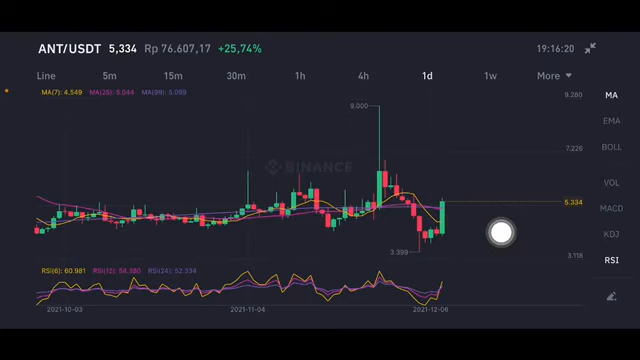 ANT/USDT 5,334 Rp 76.607,17 +25,74% 19:16:20
Line 5m 15m 30m 1h 4h 1d 1w More
MA(7): 4.549 MA(25): 5.044 MA(99): 5.099
MA
EMA
BOLL
VOL
MACD
KDJ
RSI
9.280
9.000
7.226
BINANCE
5.334
3.399
3.118
RSI(6): 60.981 RSI(12): 54.380 RSI(24): 52.334
2021-10-03 2021-11-04 2021-12-06